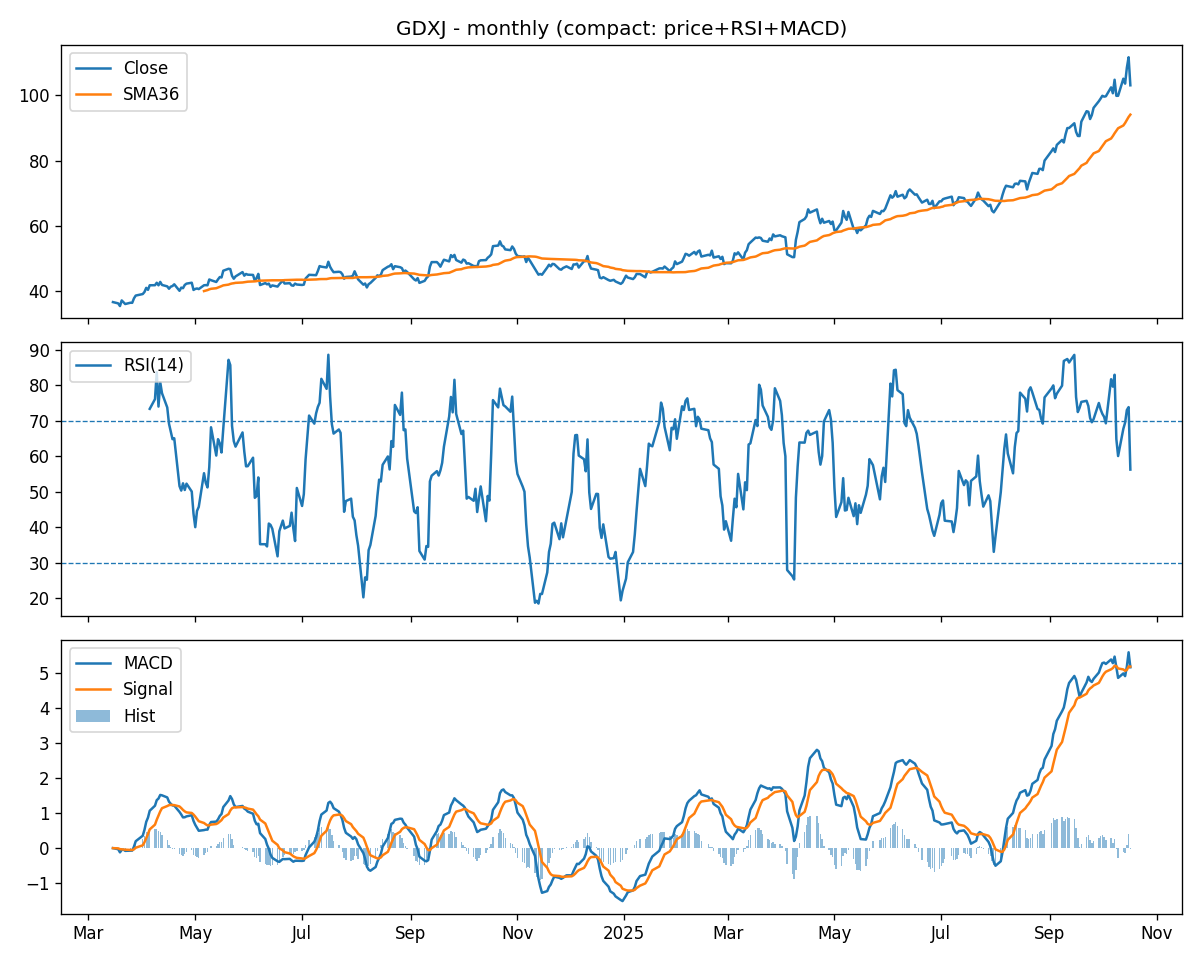 GDXJ - monthly (compact: price+RSI+MACD)
Close
SMA36
100
80
60
40
RSI(14)
90
80
70
60
50
40
30
20
MACD
Signal
Hist
5
4
3
2
1
0
−1
Mar May Jul Sep Nov 2025 Mar May Jul Sep Nov